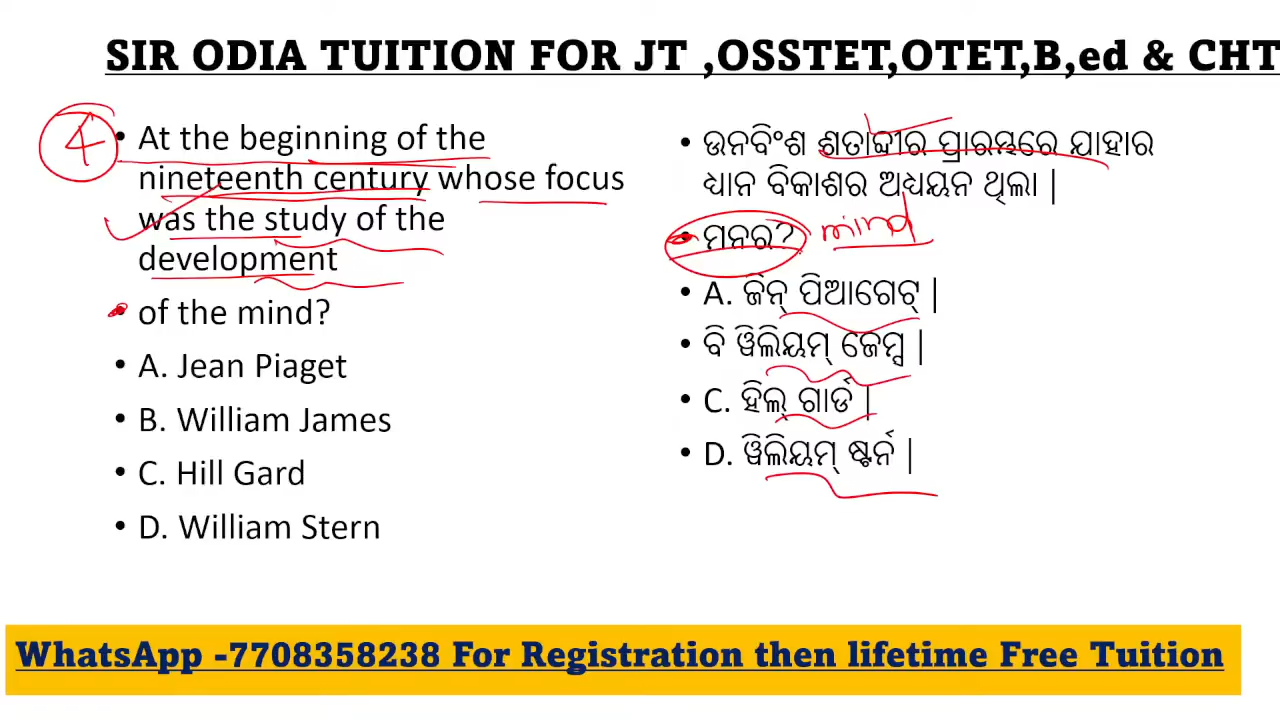 SIR ODIA TUITION FOR JT ,OSSTET,OTET,B,ed & CHT
4
• At the beginning of the
nineteenth century whose focus
was the study of the
development
• of the mind?
• A. Jean Piaget
• B. William James
• C. Hill Gard
• D. William Stern
• ଉନବିଂଶ ଶତାବ୍ଦୀର ପ୍ରାରମ୍ଭରେ ଯାହାର
ଧ୍ୟାନ ବିକାଶର ଅଧ୍ୟୟନ ଥିଲା |
• ମନର? mind
• A. ଜିନ୍ ପିଆଗେଟ୍ |
• ବି ୱିଲିୟମ୍ ଜେମ୍ସ |
• C. ହିଲ୍ ଗାର୍ଡ |
• D. ୱିଲିୟମ୍ ଷ୍ଟର୍ନ |
WhatsApp -7708358238 For Registration then lifetime Free Tuition